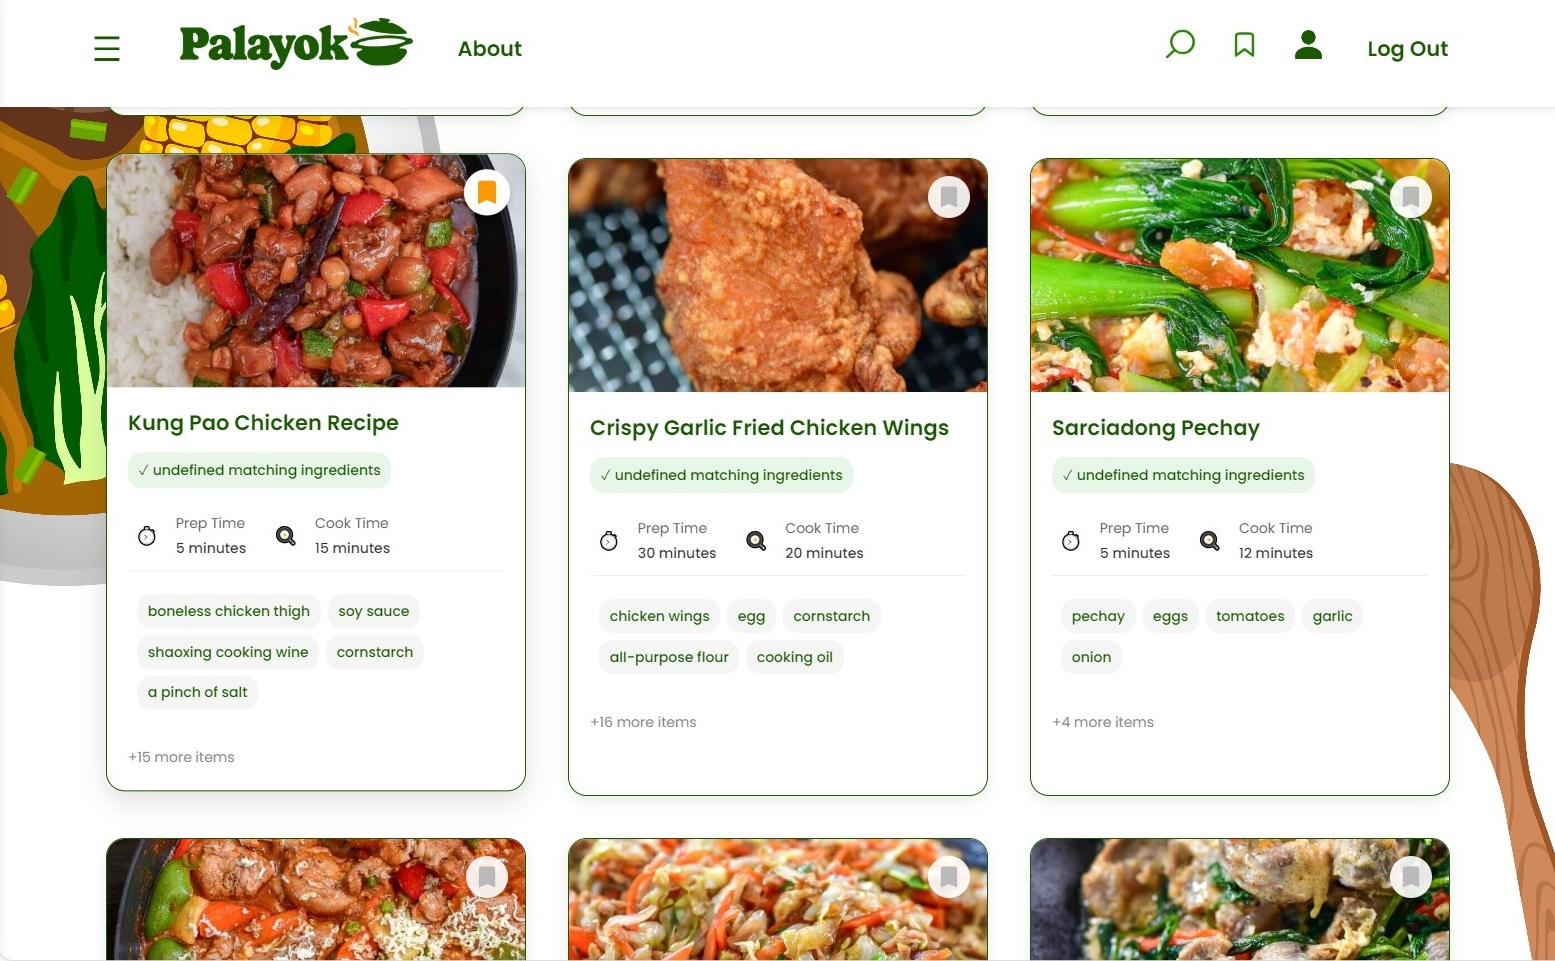 Palayok
About
Log Out
Kung Pao Chicken Recipe
✓ undefined matching ingredients
Prep Time
5 minutes
Cook Time
15 minutes
boneless chicken thigh
soy sauce
shaoxing cooking wine
cornstarch
a pinch of salt
+15 more items
Crispy Garlic Fried Chicken Wings
✓ undefined matching ingredients
Prep Time
30 minutes
Cook Time
20 minutes
chicken wings
egg
cornstarch
all-purpose flour
cooking oil
+16 more items
Sarciadong Pechay
✓ undefined matching ingredients
Prep Time
5 minutes
Cook Time
12 minutes
pechay
eggs
tomatoes
garlic
onion
+4 more items